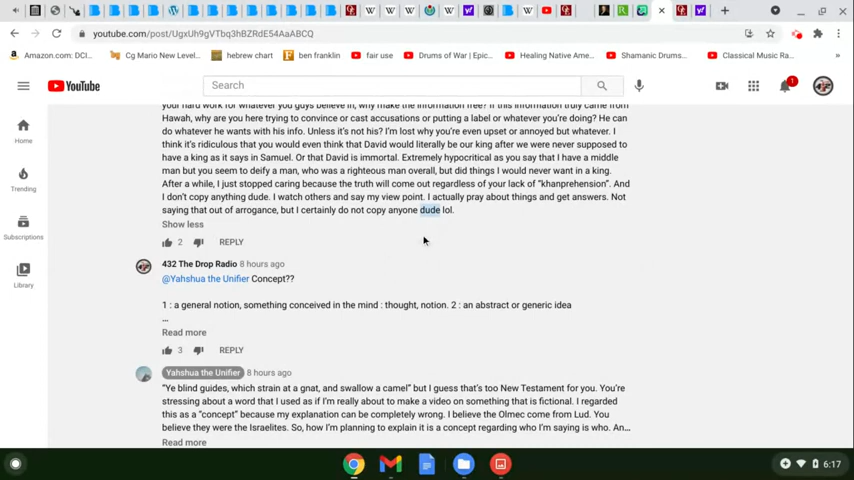 youtube.com/post/UgxUh9gVTbq3hBZRdE54AaABCQ
Amazon.com: DCI...
Cg Mario New Level...
hebrew chart
ben franklin
fair use
Drums of War | Epic...
Healing Native Ame...
Shamanic Drums...
Classical Music Ra...
YouTube
Search
1
Home
Trending
Subscriptions
Library
your hard work for whatever you guys believe in, why make the information free? If this information truly came from
Hawah, why are you here trying to convince or cast accusations or putting a label or whatever you're doing? He can
do whatever he wants with his info. Unless it's not his? I'm lost why you're even upset or annoyed but whatever. I
think it's ridiculous that you would even think that David would literally be our king after we were never supposed to
have a king as it says in Samuel. Or that David is immortal. Extremely hypocritical as you say that I have a middle
man but you seem to deify a man, who was a righteous man overall, but did things I would never want in a king.
After a while, I just stopped caring because the truth will come out regardless of your lack of “khanprehension”. And
I don't copy anything dude. I watch others and say my view point. I actually pray about things and get answers. Not
saying that out of arrogance, but I certainly do not copy anyone dude lol.
Show less
2 REPLY
432 The Drop Radio 8 hours ago
@Yahshua the Unifier Concept??
1 : a general notion, something conceived in the mind : thought, notion. 2 : an abstract or generic idea
...
Read more
3 REPLY
Yahshua the Unifier 8 hours ago
“Ye blind guides, which strain at a gnat, and swallow a camel” but I guess that's too New Testament for you. You're
stressing about a word that I used as if I'm really about to make a video on something that is fictional. I regarded
this as a “concept” because my explanation can be completely wrong. I believe the Olmec come from Lud. You
believe they were the Israelites. So, how I'm planning to explain it is a concept regarding who I'm saying is who. An...
Read more
6:17